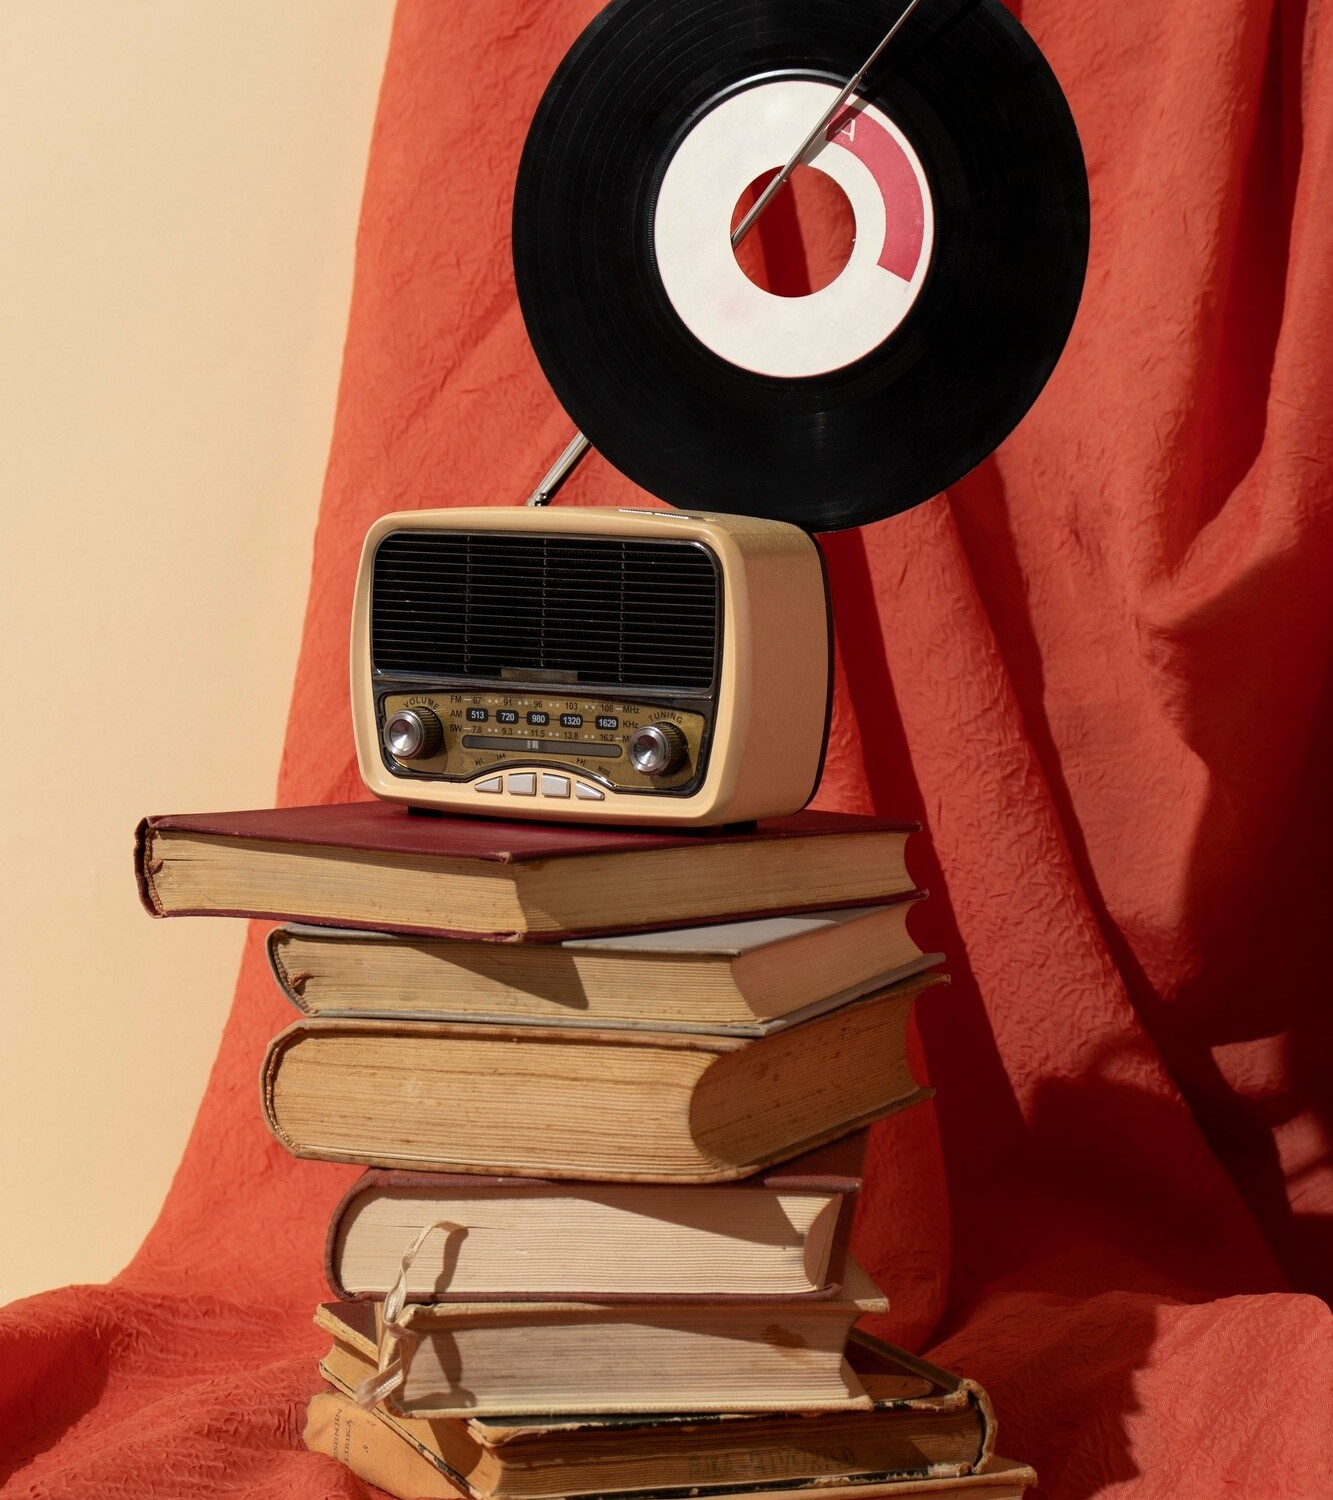 A
VOLUME
TUNING
FM 87 91 96 103 108 MHz
AM 513 720 980 1320 1629 KHz
SW 7.8 9.3 11.5 13.8 16.2 M